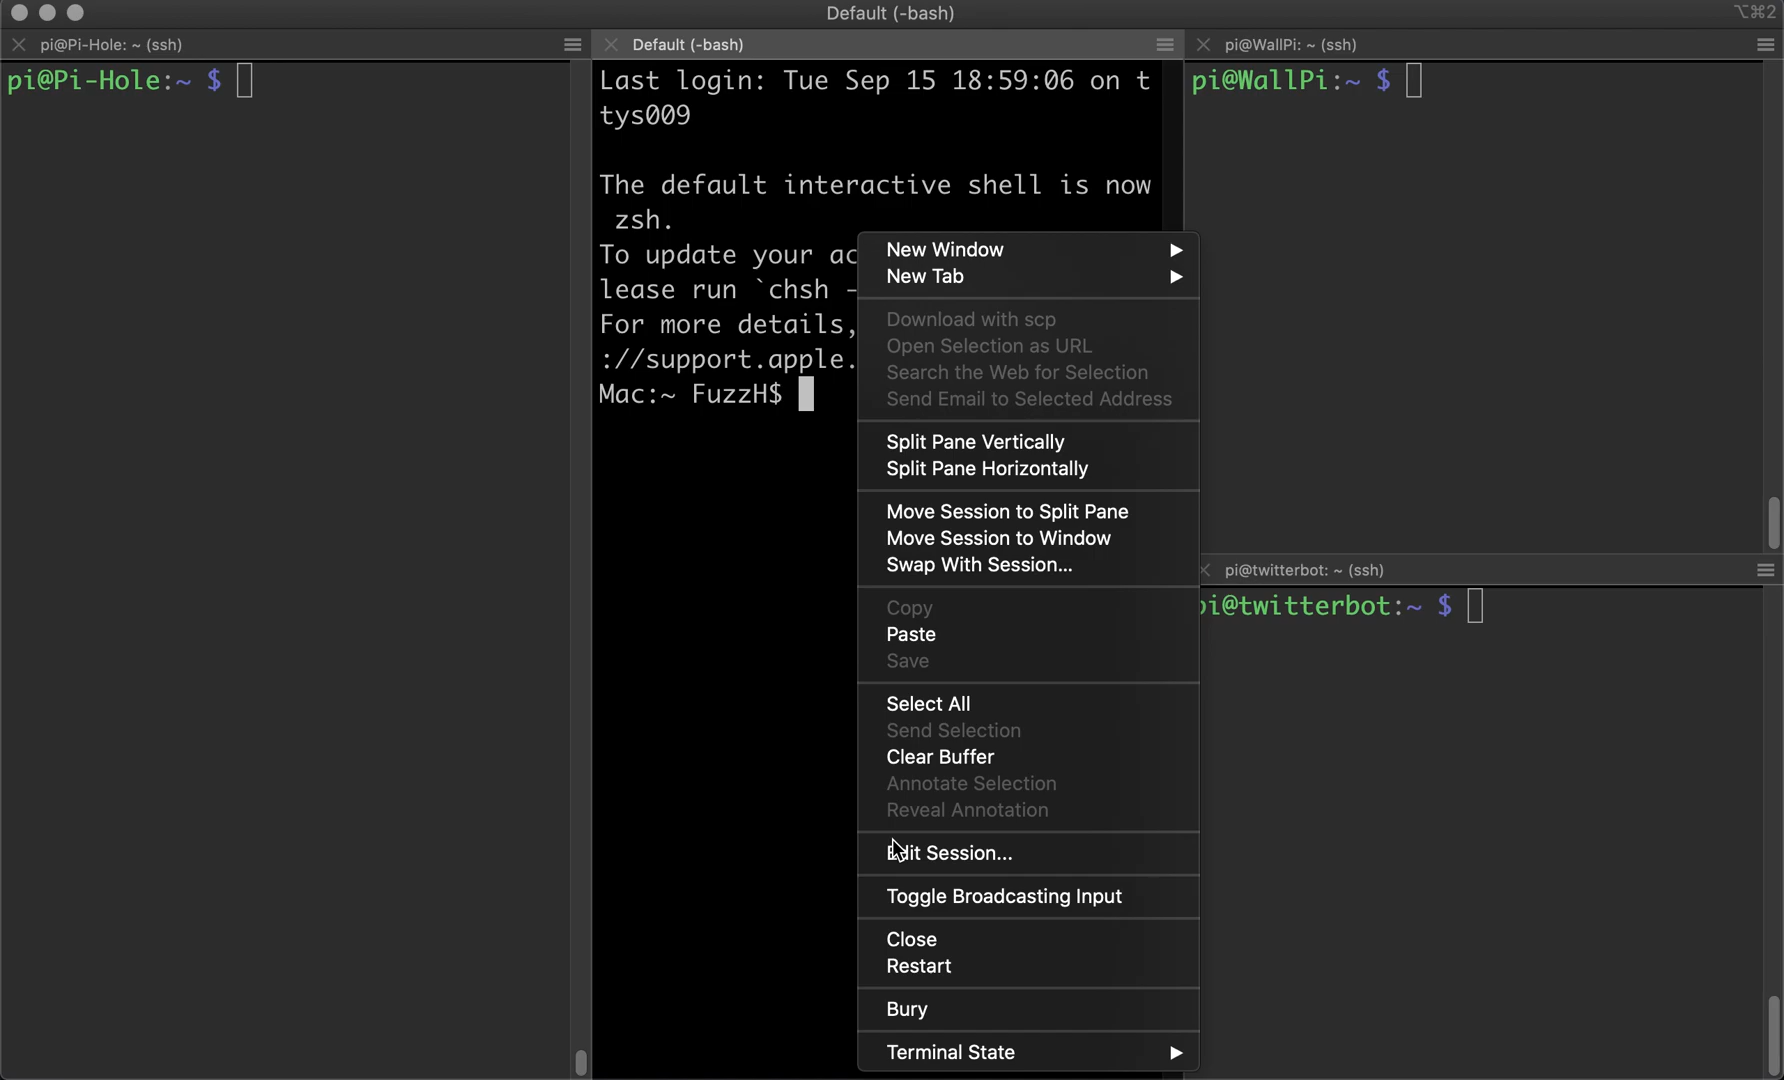 Default (-bash)
⌥⌘2
pi@Pi-Hole: ~ (ssh)
pi@Pi-Hole:~ $
Default (-bash)
Last login: Tue Sep 15 18:59:06 on t
tys009
The default interactive shell is now
zsh.
To update your ac
lease run `chsh -
For more details,
://support.apple.
Mac:~ FuzzH$
New Window
New Tab
Download with scp
Open Selection as URL
Search the Web for Selection
Send Email to Selected Address
Split Pane Vertically
Split Pane Horizontally
Move Session to Split Pane
Move Session to Window
Swap With Session...
Copy
Paste
Save
Select All
Send Selection
Clear Buffer
Annotate Selection
Reveal Annotation
Edit Session...
Toggle Broadcasting Input
Close
Restart
Bury
Terminal State
pi@WallPi: ~ (ssh)
pi@WallPi:~ $
pi@twitterbot: ~ (ssh)
pi@twitterbot:~ $